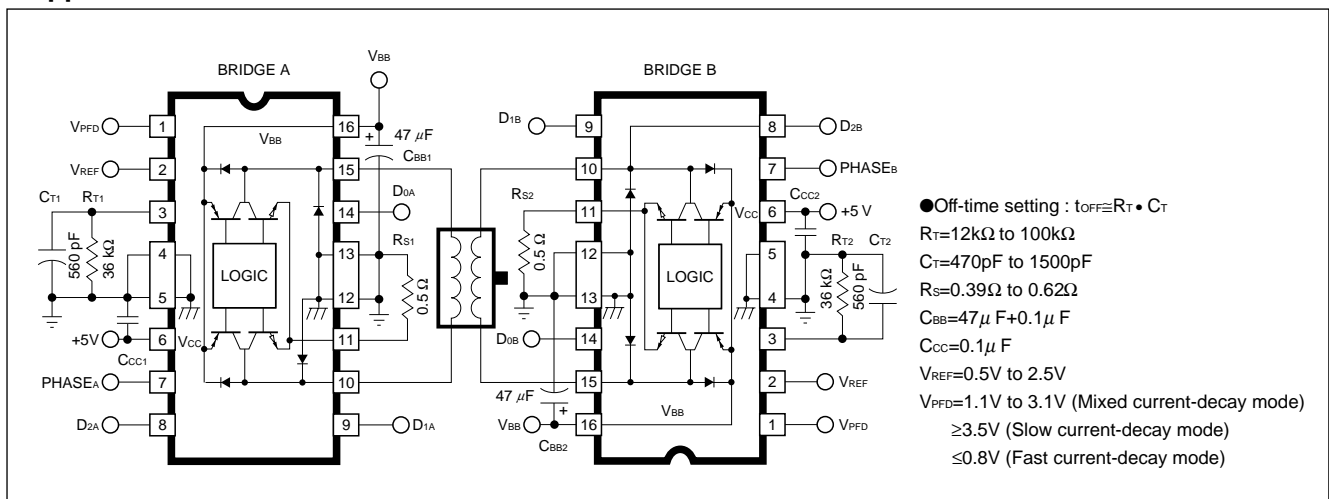 BRIDGE A
BRIDGE B
VBB
VPFD
VREF
CT1
RT1
560 pF
36 kΩ
+5V
CCC1
PHASEA
D2A
1
2
3
4
5
6
7
8
VBB
LOGIC
VCC
16
15
14
13
12
11
10
9
+
47 μF
CBB1
D0A
RS1
0.5 Ω
D1A
D1B
RS2
0.5 Ω
D0B
47 μF
+
VBB
CBB2
9
10
11
12
13
14
15
16
LOGIC
VCC
VBB
8
7
6
5
4
3
2
1
D2B
PHASEB
CCC2
+5 V
RT2
CT2
36 kΩ
560 pF
VREF
VPFD
●Off-time setting : tOFF≅RT • CT
RT=12kΩ to 100kΩ
CT=470pF to 1500pF
RS=0.39Ω to 0.62Ω
CBB=47μ F+0.1μ F
CCC=0.1μ F
VREF=0.5V to 2.5V
VPFD=1.1V to 3.1V (Mixed current-decay mode)
≥3.5V (Slow current-decay mode)
≤0.8V (Fast current-decay mode)